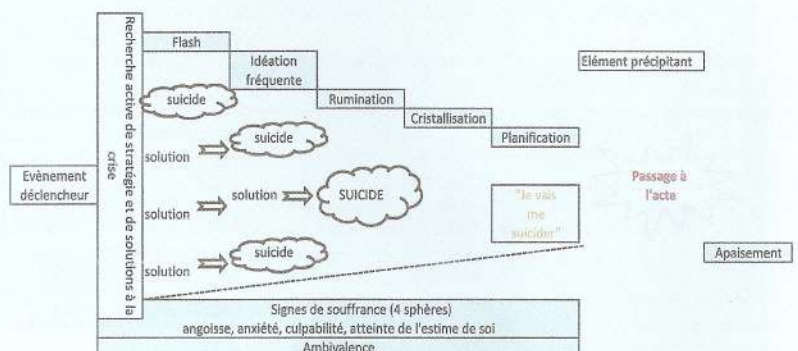 Flash
Idéation
fréquente
Rumination
Cristallisation
Planification
Elément précipitant
Recherche active de stratégie et de solutions à la
crise
suicide
solution
suicide
Evènement
déclencheur
solution
solution
SUICIDE
solution
suicide
"Je vais
me
suicider"
Passage à
l'acte
Apaisement
Signes de souffrance (4 sphères)
angoisse, anxiété, culpabilité, atteinte de l'estime de soi
Ambivalence